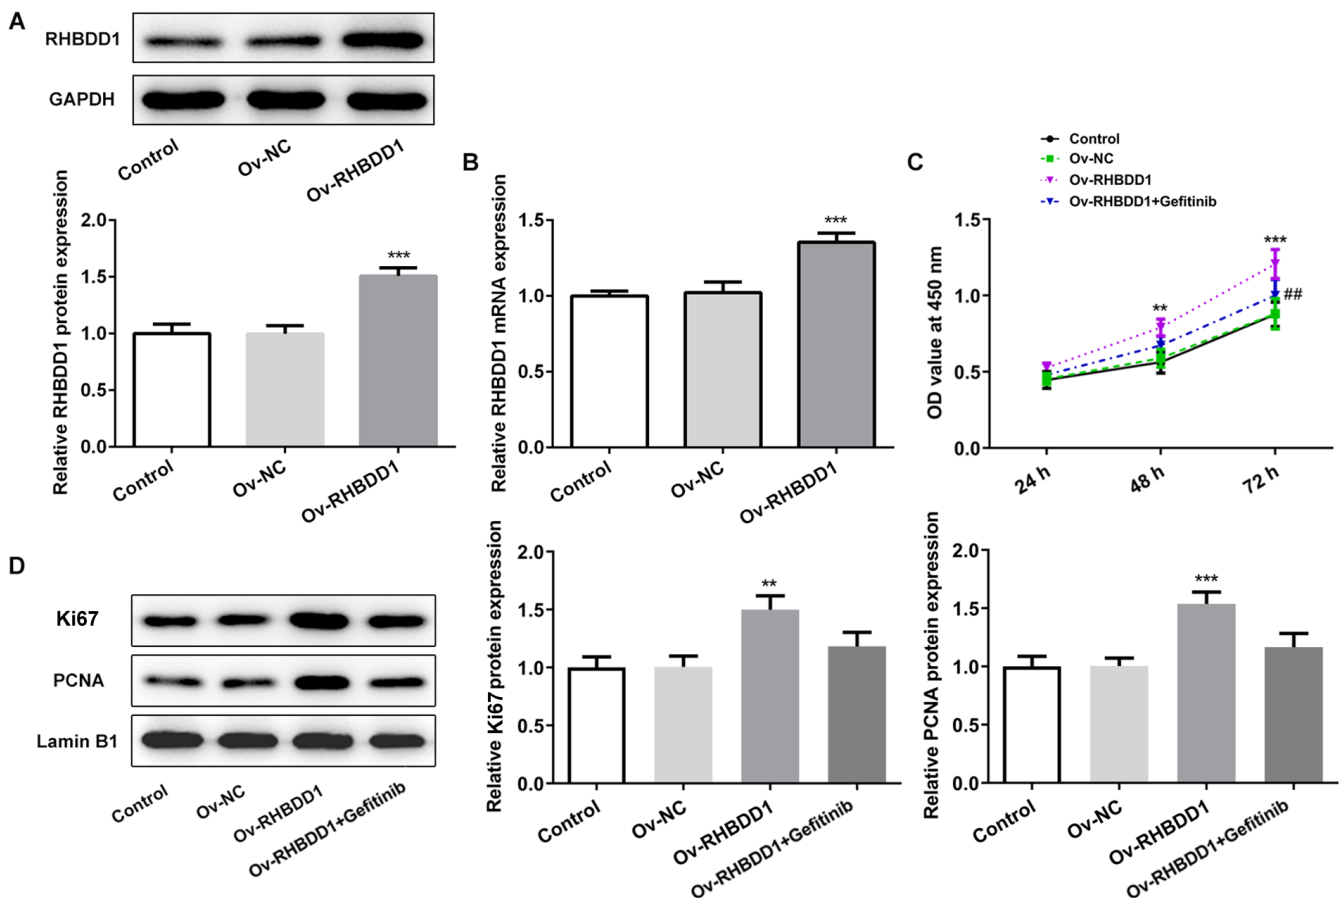 A
RHBDD1
GAPDH
Control
Ov-NC
Ov-RHBDD1
Relative RHBDD1 protein expression
2.0
1.5
1.0
0.5
0.0
***
Control
Ov-NC
Ov-RHBDD1
B
Relative RHBDD1 mRNA expression
1.5
1.0
0.5
0.0
***
Control
Ov-NC
Ov-RHBDD1
C
Control
Ov-NC
Ov-RHBDD1
Ov-RHBDD1+Gefitinib
OD value at 450 nm
1.5
1.0
0.5
0.0
**
***
##
24 h
48 h
72 h
D
Ki67
PCNA
Lamin B1
Control
Ov-NC
Ov-RHBDD1
Ov-RHBDD1+Gefitinib
Relative Ki67 protein expression
2.0
1.5
1.0
0.5
0.0
**
Control
Ov-NC
Ov-RHBDD1
Ov-RHBDD1+Gefitinib
Relative PCNA protein expression
2.0
1.5
1.0
0.5
0.0
***
Control
Ov-NC
Ov-RHBDD1
Ov-RHBDD1+Gefitinib